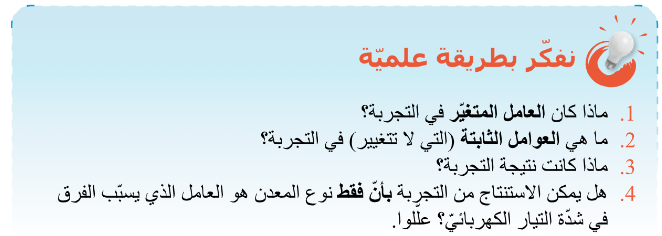 نفكّر بطريقة علميّة
1. ماذا كان العامل المتغيّر في التجربة؟
2. ما هي العوامل الثابتة (التي لا تتغيير) في التجربة؟
3. ماذا كانت نتيجة التجربة؟
4. هل يمكن الاستنتاج من التجربة بأنّ فقط نوع المعدن هو العامل الذي يسبّب الفرق
في شدّة التيار الكهربائيّ؟ علّلوا.